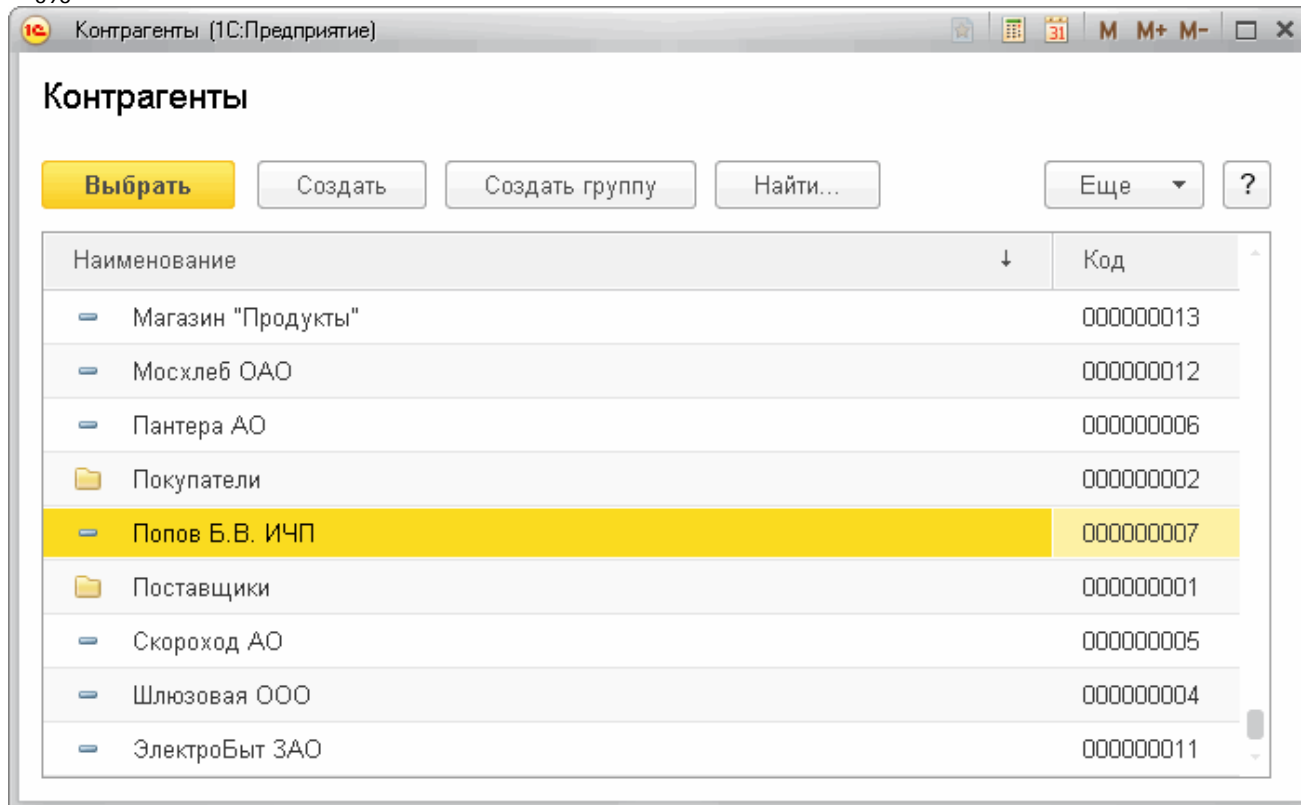 1С Контрагенты (1С:Предприятие) 31 M M+ M-
Контрагенты
Выбрать Создать Создать группу Найти... Еще ?
Наименование ↓ Код
Магазин "Продукты" 000000013
Мосхлеб ОАО 000000012
Пантера АО 000000006
Покупатели 000000002
Попов Б.В. ИЧП 000000007
Поставщики 000000001
Скороход АО 000000005
Шлюзовая ООО 000000004
ЭлектроБыт ЗАО 000000011